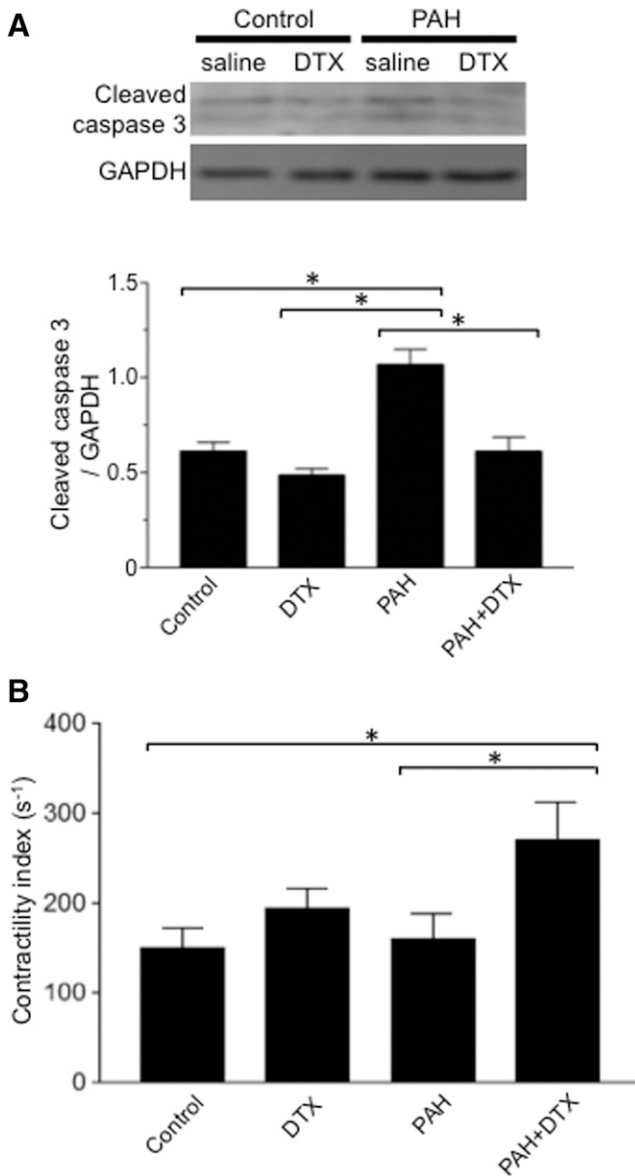 A
Control PAH
saline DTX saline DTX
Cleaved
caspase 3
GAPDH
Cleaved caspase 3
/ GAPDH
1.5
1.0
0.5
0
*
*
*
Control
DTX
PAH
PAH+DTX
B
Contractility index (s⁻¹)
400
300
200
100
0
*
*
Control
DTX
PAH
PAH+DTX